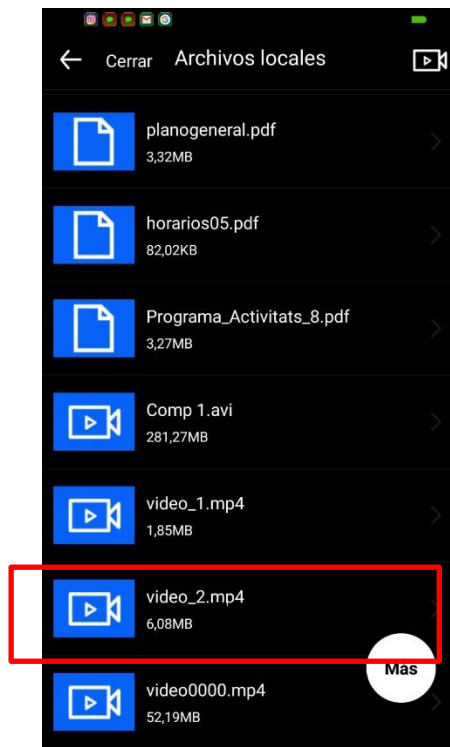 Cerrar Archivos locales
planogeneral.pdf
3,32MB
horarios05.pdf
82,02KB
Programa_Activitats_8.pdf
3,27MB
Comp 1.avi
281,27MB
video_1.mp4
1,85MB
video_2.mp4
6,08MB
Más
video0000.mp4
52,19MB